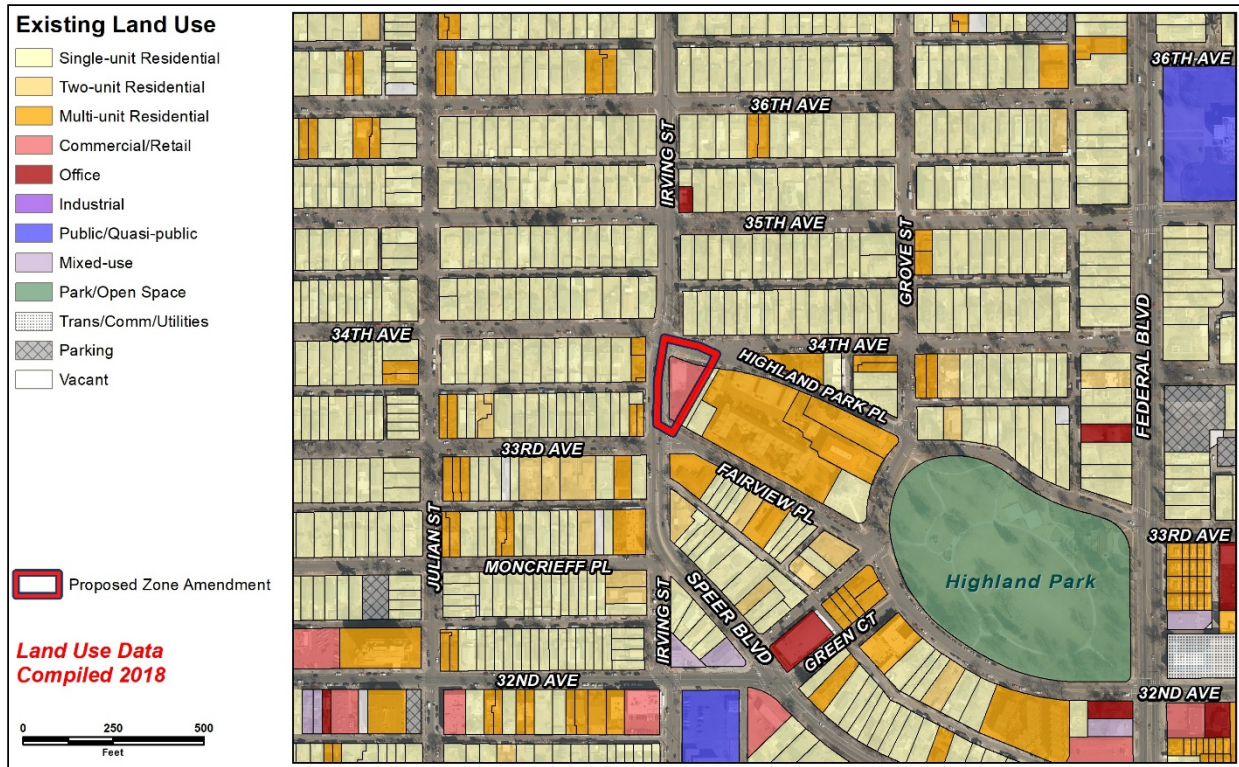 Existing Land Use
Single-unit Residential
Two-unit Residential
Multi-unit Residential
Commercial/Retail
Office
Industrial
Public/Quasi-public
Mixed-use
Park/Open Space
Trans/Comm/Utilities
Parking
Vacant
Proposed Zone Amendment
Land Use Data
Compiled 2018
0 250 500
Feet
36TH AVE
36TH AVE
IRVING ST
35TH AVE
GROVE ST
34TH AVE
34TH AVE
HIGHLAND PARK PL
FEDERAL BLVD
33RD AVE
FAIRVIEW PL
33RD AVE
JULIAN ST
MONCRIEFF PL
Highland Park
IRVING ST
SPEER BLVD
GREEN CT
32ND AVE
32ND AVE